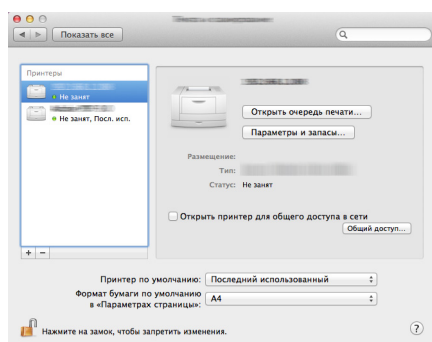 Показать все
Принтеры
Не занят
Не занят, Посл. исп.
Открыть очередь печати...
Параметры и запасы...
Размещение:
Тип:
Статус: Не занят
Открыть принтер для общего доступа в сети
Общий доступ...
+ −
Принтер по умолчанию: Последний использованный
Формат бумаги по умолчанию
в «Параметрах страницы»: A4
Нажмите на замок, чтобы запретить изменения.
?